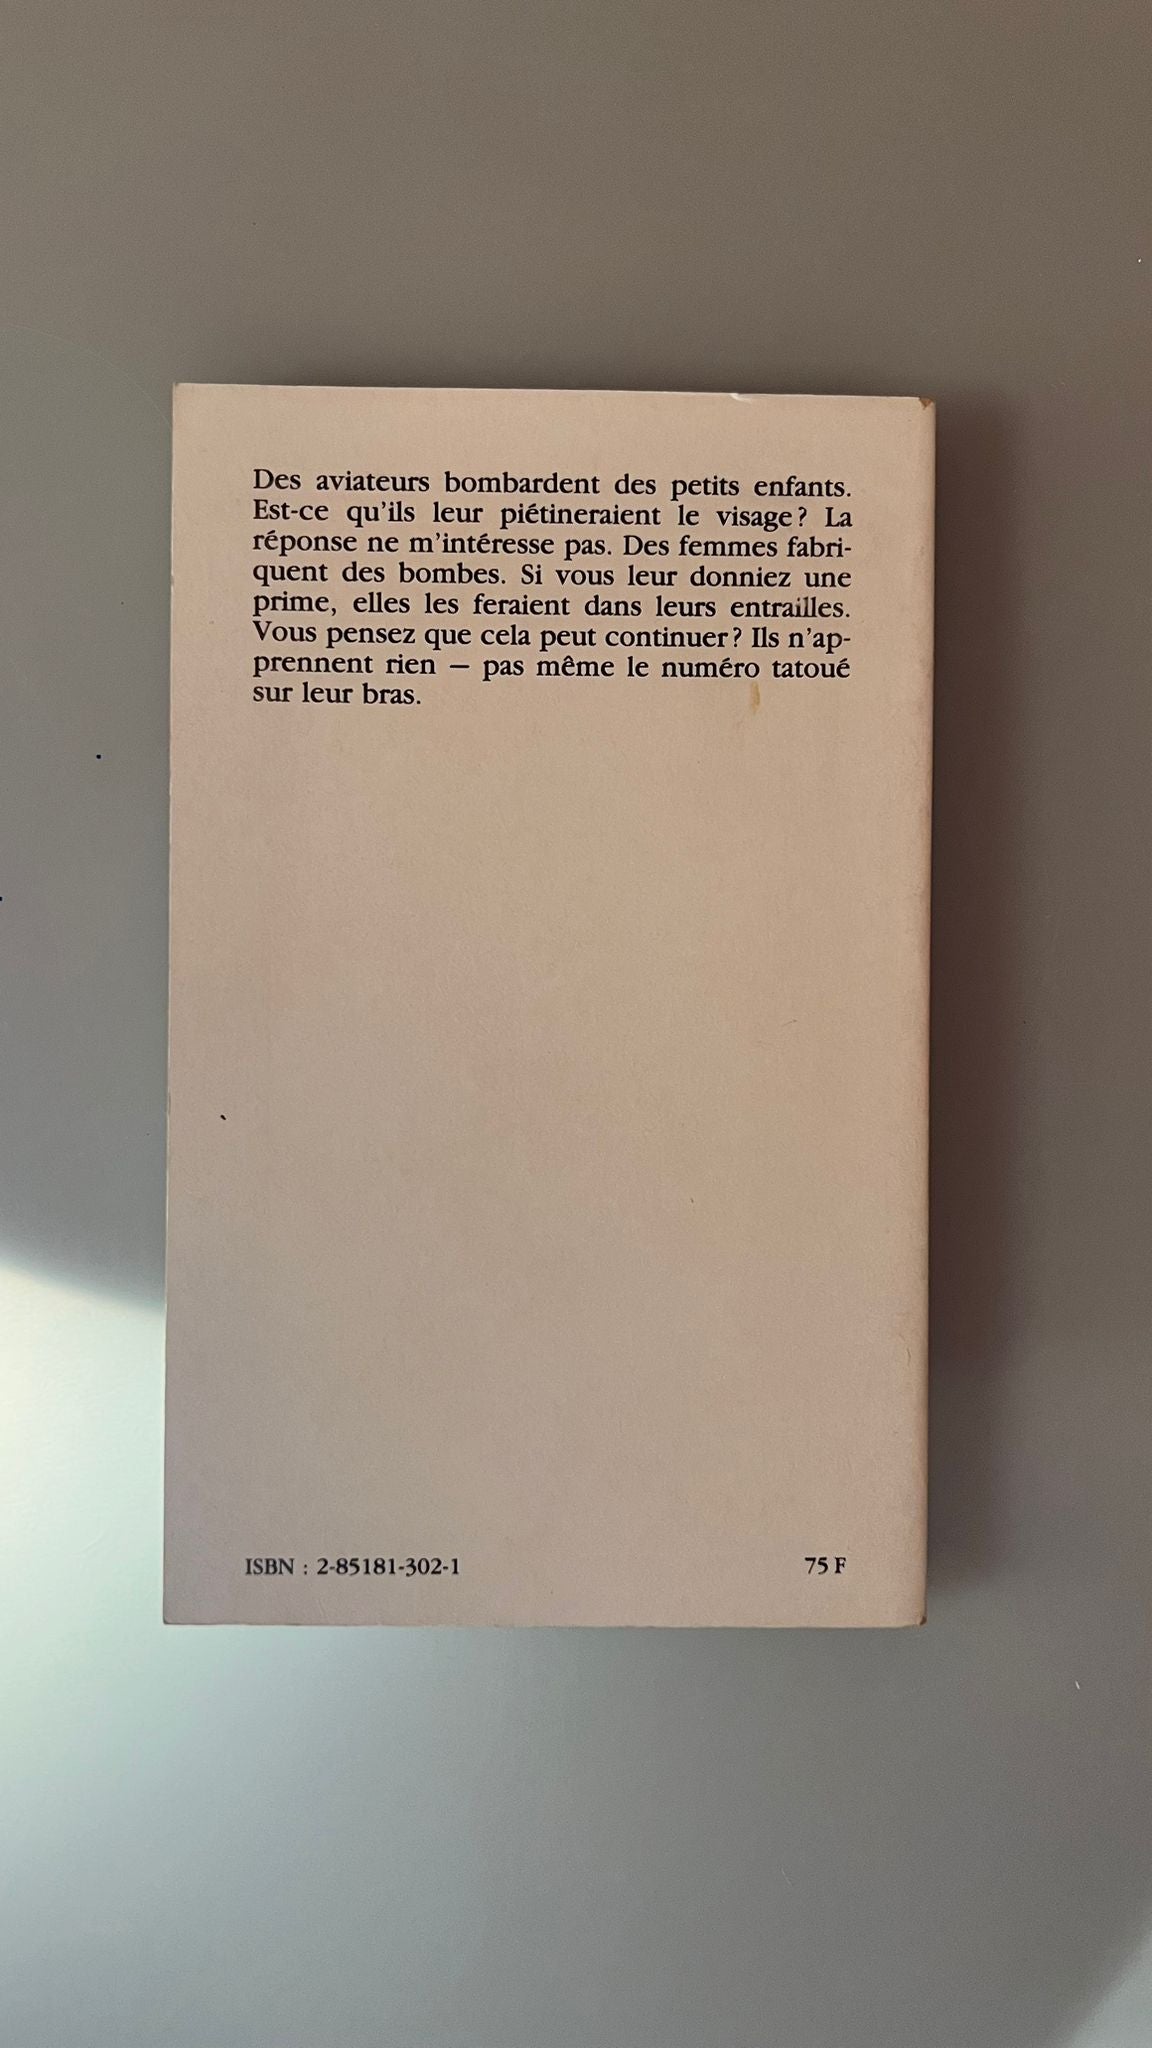 Des aviateurs bombardent des petits enfants.
Est-ce qu'ils leur piétineraient le visage? La
réponse ne m'intéresse pas. Des femmes fabri-
quent des bombes. Si vous leur donniez une
prime, elles les feraient dans leurs entrailles.
Vous pensez que cela peut continuer? Ils n'ap-
prennent rien — pas même le numéro tatoué
sur leur bras.
ISBN : 2-85181-302-1 75 F